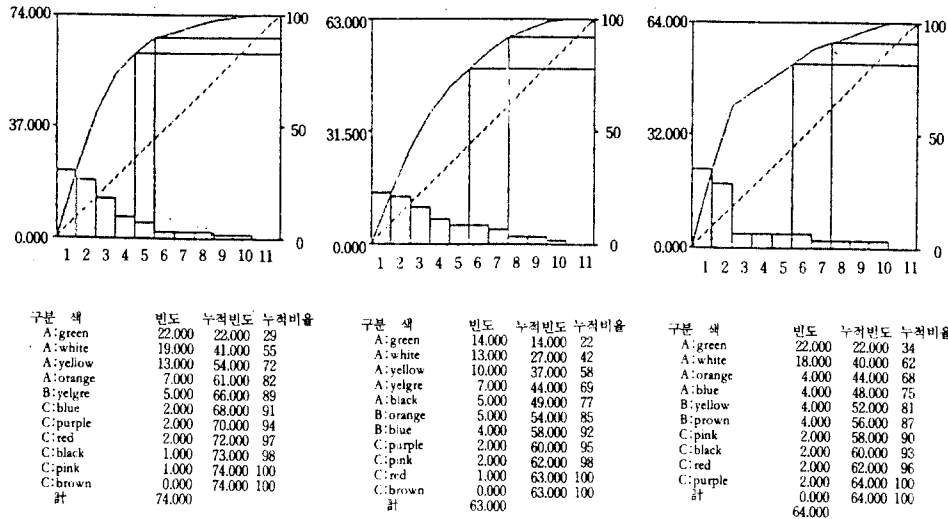 74.000
37.000
0.000
100
50
0
1 2 3 4 5 6 7 8 9 10 11
63.000
31.500
0.000
100
50
0
1 2 3 4 5 6 7 8 9 10 11
64.000
32.000
0.000
100
50
0
1 2 3 4 5 6 7 8 9 10 11
구분 색 빈도 누적빈도 누적비율
A:green 22.000 22.000 29
A:white 19.000 41.000 55
A:yellow 13.000 54.000 72
A:orange 7.000 61.000 82
B:yelgre 5.000 66.000 89
C:blue 2.000 68.000 91
C:purple 2.000 70.000 94
C:red 2.000 72.000 97
C:black 1.000 73.000 98
C:pink 1.000 74.000 100
C:brown 0.000 74.000 100
計 74.000
구분 색 빈도 누적빈도 누적비율
A:green 14.000 14.000 22
A:white 13.000 27.000 42
A:yellow 10.000 37.000 58
A:yelgre 7.000 44.000 69
A:black 5.000 49.000 77
B:orange 5.000 54.000 85
B:blue 4.000 58.000 92
C:purple 2.000 60.000 95
C:pink 2.000 62.000 98
C:red 1.000 63.000 100
C:brown 0.000 63.000 100
計 63.000
구분 색 빈도 누적빈도 누적비율
A:green 22.000 22.000 34
A:white 18.000 40.000 62
A:orange 4.000 44.000 68
A:blue 4.000 48.000 75
B:yellow 4.000 52.000 81
B:prown 4.000 56.000 87
C:pink 2.000 58.000 90
C:black 2.000 60.000 93
C:red 2.000 62.000 96
C:purple 2.000 64.000 100
計 0.000 64.000 100
64.000